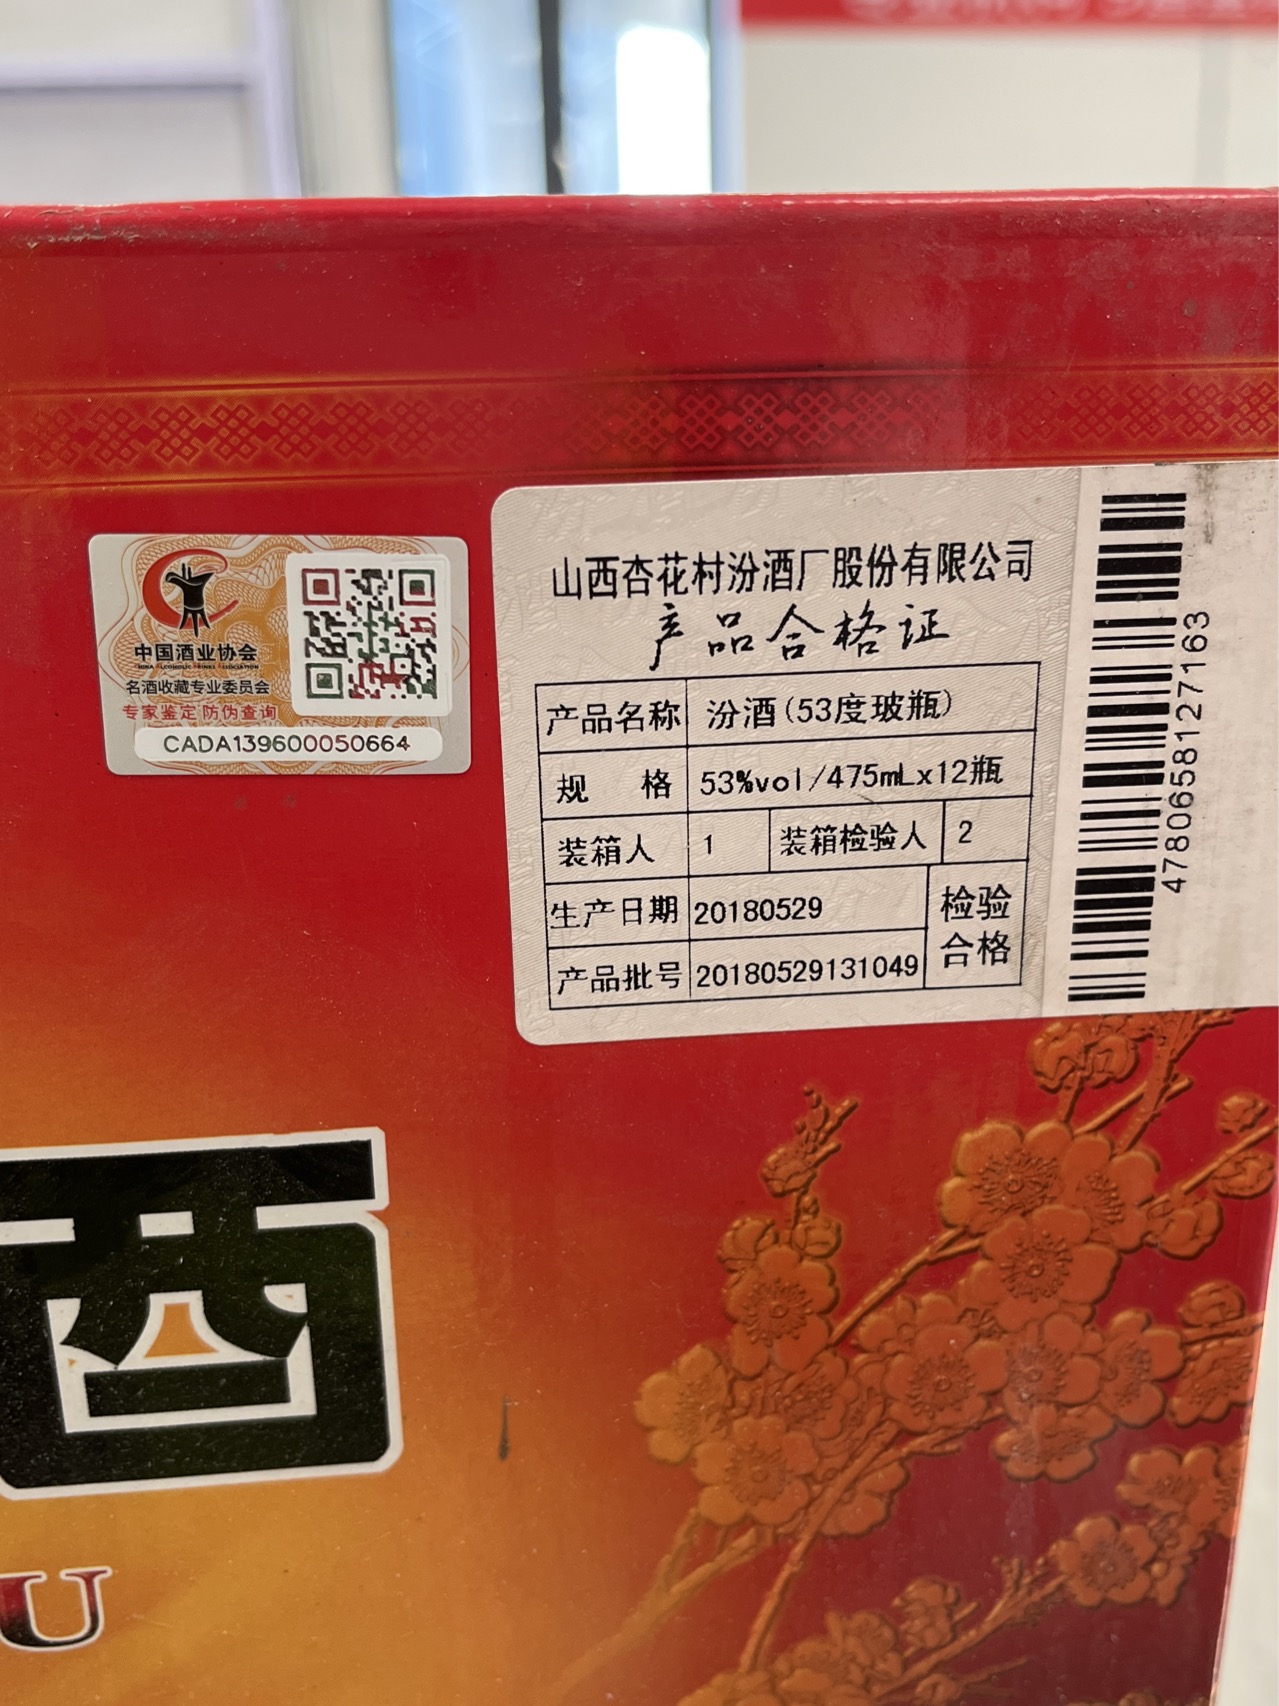 中国酒业协会
CHINA ALCOHOLIC DRINKS ASSOCIATION
名酒收藏专业委员会
专家鉴定 防伪查询
CADA139600050664
山西杏花村汾酒厂股份有限公司
产品合格证
产品名称 汾酒(53度玻瓶)
规 格 53%vol/475mLx12瓶
装箱人 1 装箱检验人 2
生产日期 20180529 检验
产品批号 20180529131049 合格
4780658127163
U